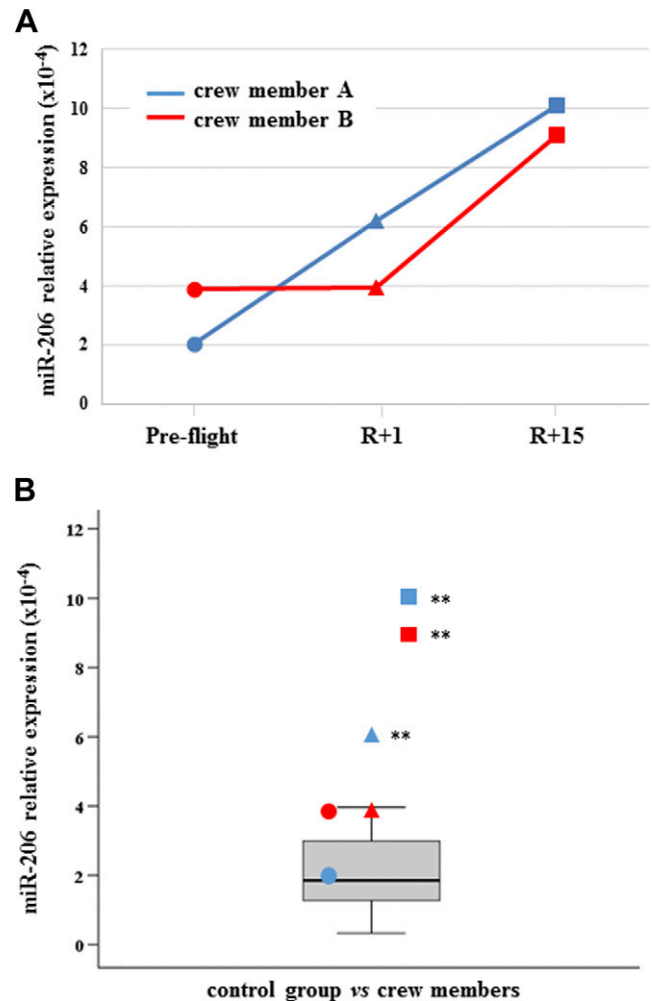 A
miR-206 relative expression (x10⁻⁴)
12
10
8
6
4
2
0
crew member A
crew member B
Pre-flight
R+1
R+15
B
miR-206 relative expression (x10⁻⁴)
12
10
8
6
4
2
0
**
**
**
control group vs crew members